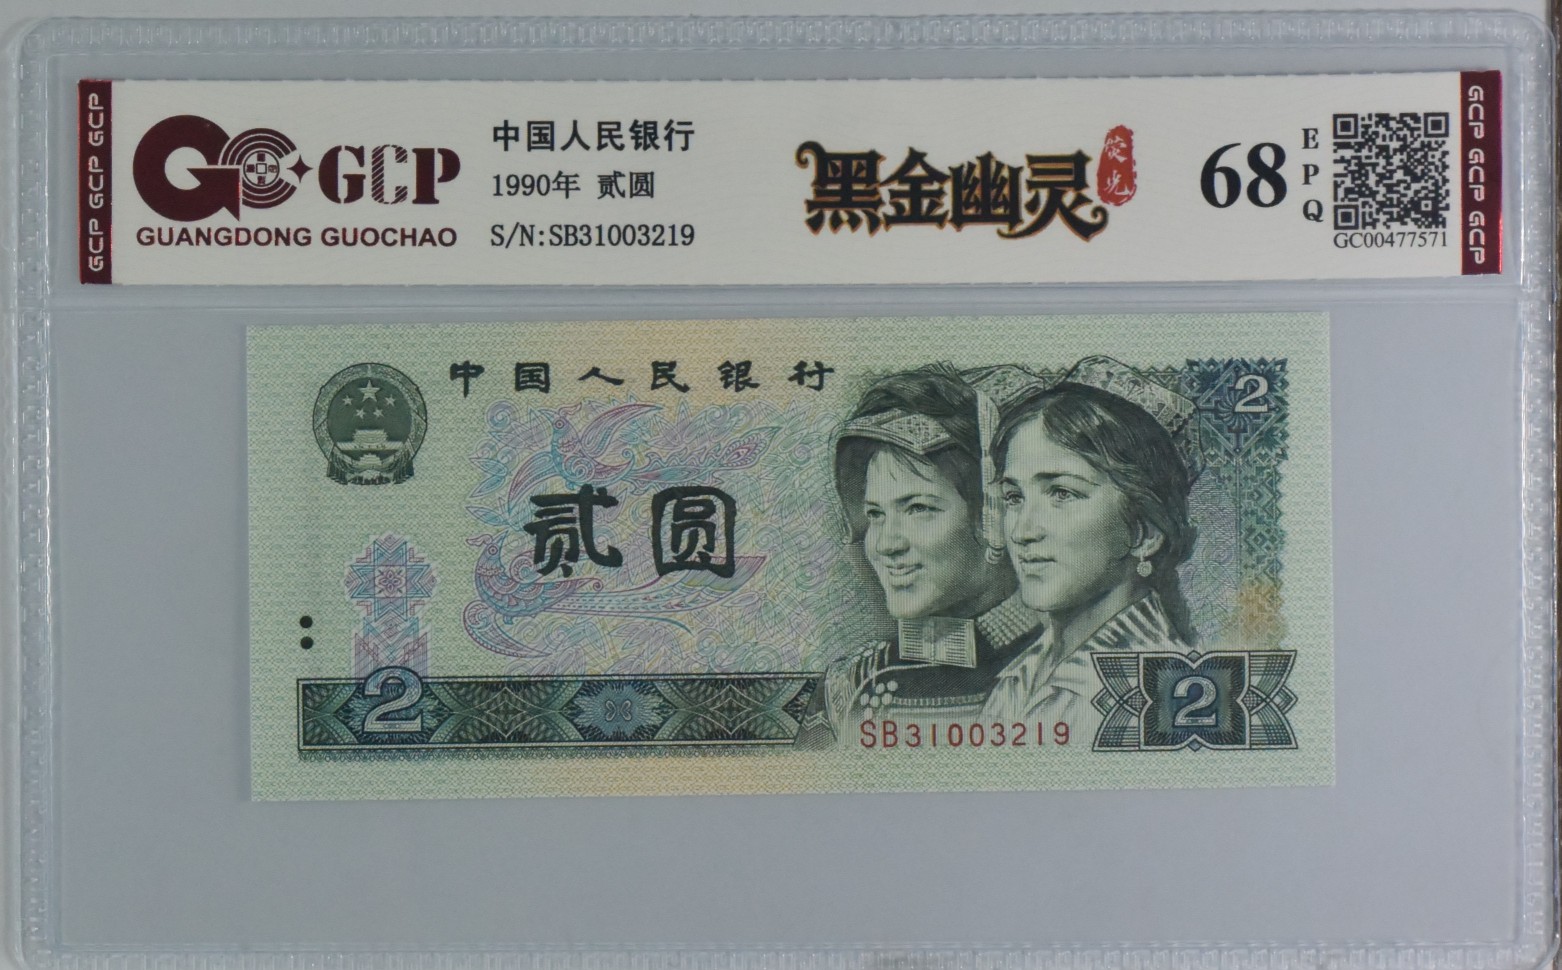 GCP GCP GCP
GCP
GUANGDONG GUOCHAO
中国人民银行
1990年 贰圆
S/N:SB31003219
黑金幽灵
荧光
68
EPQ
GC00477571
GCP GCP GCP
中国人民银行
2
贰圆
2
SB31003219
2